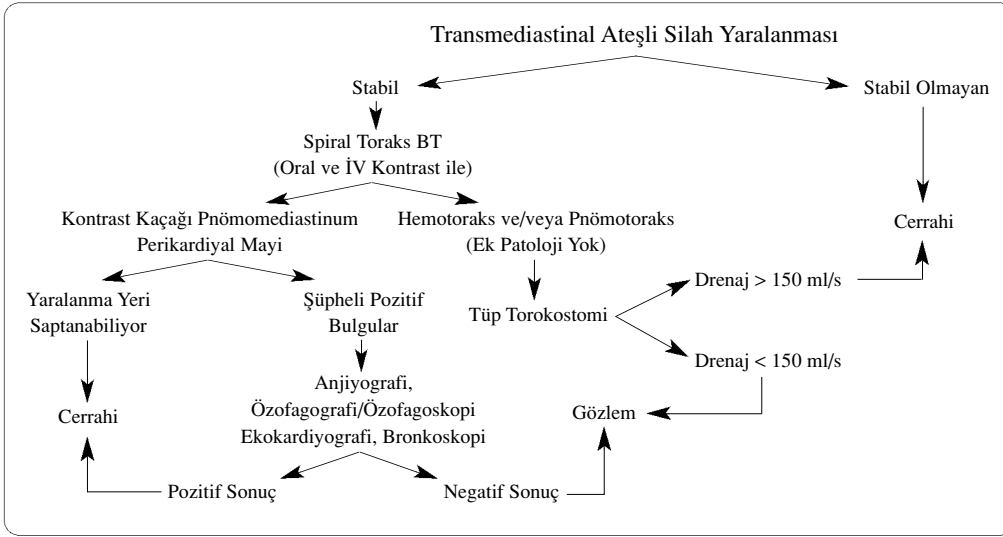 Transmediastinal Ateşli Silah Yaralanması
Stabil
Stabil Olmayan
Spiral Toraks BT
(Oral ve İV Kontrast ile)
Kontrast Kaçağı Pnömomediastinum
Perikardiyal Mayi
Hemotoraks ve/veya Pnömotoraks
(Ek Patoloji Yok)
Cerrahi
Yaralanma Yeri
Saptanabiliyor
Şüpheli Pozitif
Bulgular
Tüp Torokostomi
Drenaj > 150 ml/s
Drenaj < 150 ml/s
Anjiyografi,
Özofagografi/Özofagoskopi
Ekokardiyografi, Bronkoskopi
Cerrahi
Gözlem
Pozitif Sonuç
Negatif Sonuç